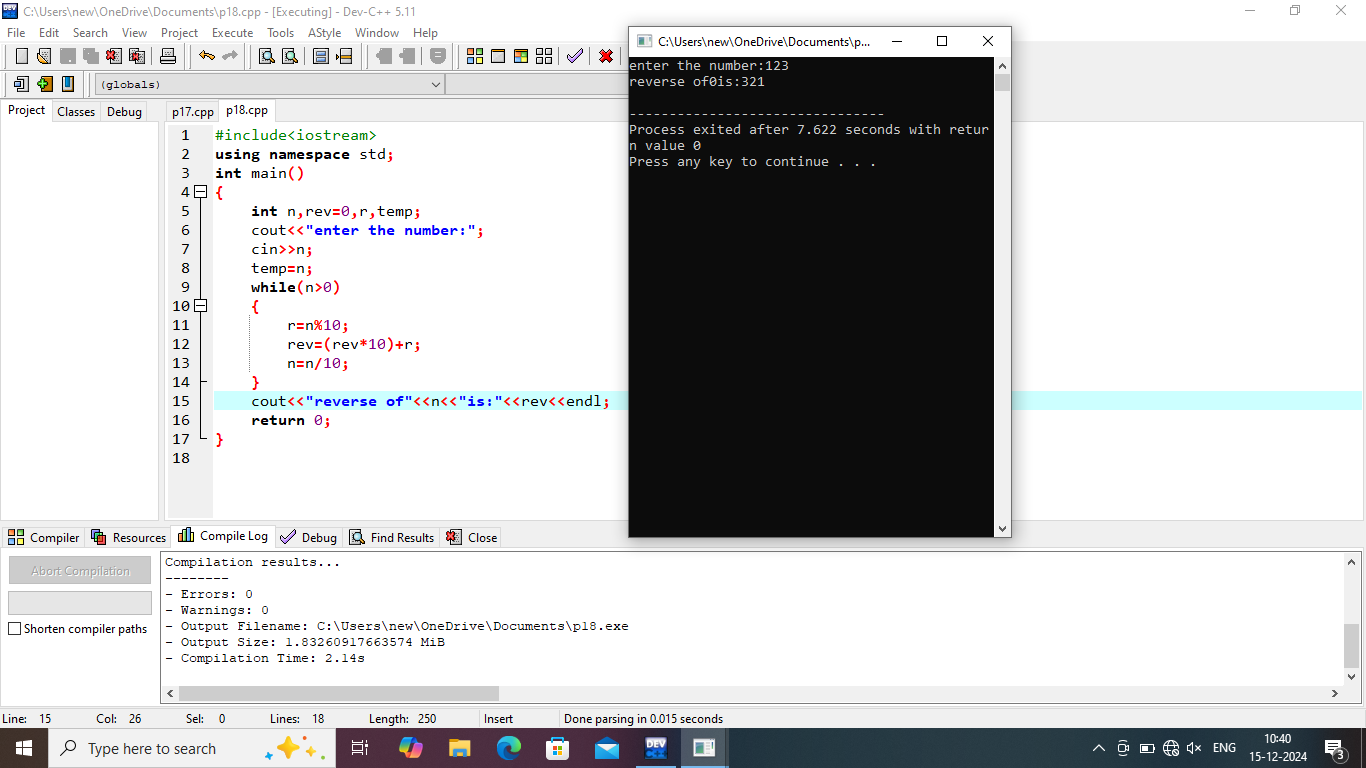 C:\Users\new\OneDrive\Documents\p18.cpp - [Executing] - Dev-C++ 5.11
File Edit Search View Project Execute Tools AStyle Window Help
(globals)
Project Classes Debug
p17.cpp p18.cpp
1 #include<iostream>
2 using namespace std;
3 int main()
4 {
5 int n,rev=0,r,temp;
6 cout<<"enter the number:";
7 cin>>n;
8 temp=n;
9 while(n>0)
10 {
11 r=n%10;
12 rev=(rev*10)+r;
13 n=n/10;
14 }
15 cout<<"reverse of"<<n<<"is:"<<rev<<endl;
16 return 0;
17 }
18
C:\Users\new\OneDrive\Documents\p...
enter the number:123
reverse of0is:321
--------------------------------
Process exited after 7.622 seconds with retur
n value 0
Press any key to continue . . .
Compiler Resources Compile Log Debug Find Results Close
Abort Compilation
Shorten compiler paths
Compilation results...
--------
- Errors: 0
- Warnings: 0
- Output Filename: C:\Users\new\OneDrive\Documents\p18.exe
- Output Size: 1.83260917663574 MiB
- Compilation Time: 2.14s
Line: 15 Col: 26 Sel: 0 Lines: 18 Length: 250 Insert Done parsing in 0.015 seconds
Type here to search
DEV
ENG
10:40
15-12-2024
3